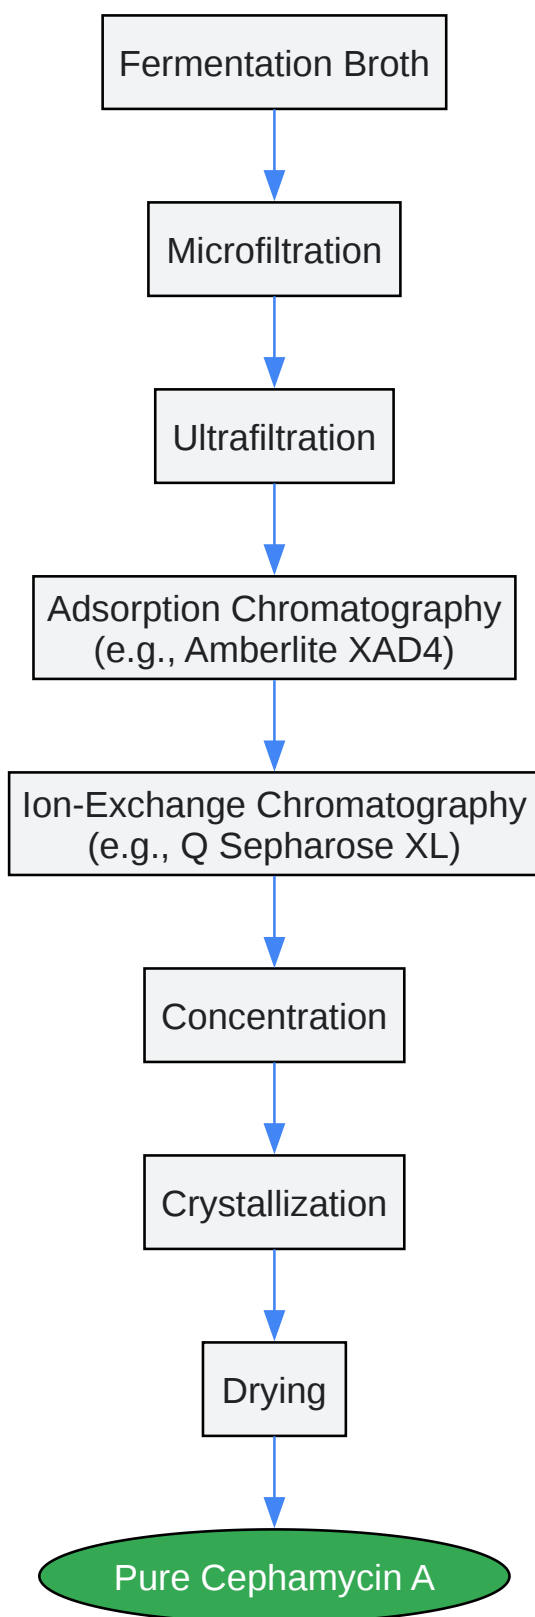 Fermentation Broth
Microfiltration
Ultrafiltration
Adsorption Chromatography
(e.g., Amberlite XAD4)
Ion-Exchange Chromatography
(e.g., Q Sepharose XL)
Concentration
Crystallization
Drying
Pure Cephamycin A